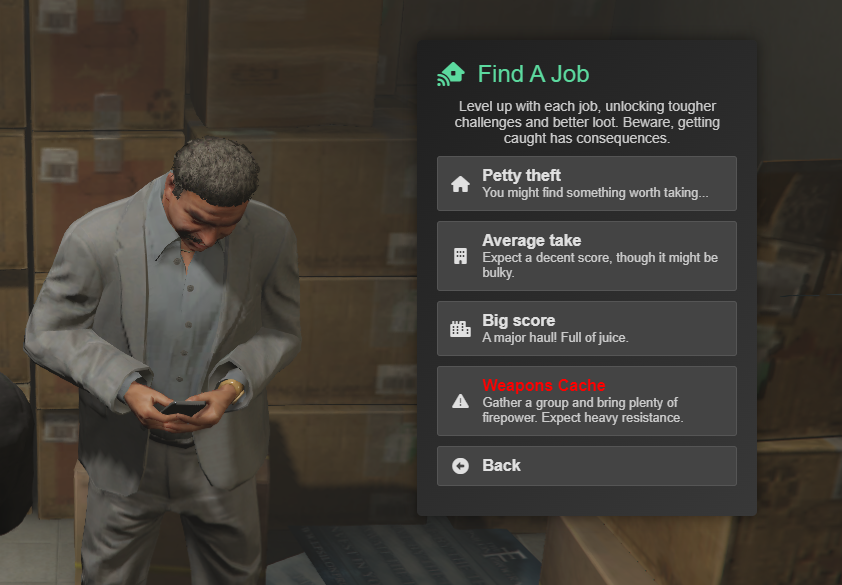 Find A Job
Level up with each job, unlocking tougher
challenges and better loot. Beware, getting
caught has consequences.
Petty theft
You might find something worth taking...
Average take
Expect a decent score, though it might be
bulky.
Big score
A major haul! Full of juice.
Weapons Cache
Gather a group and bring plenty of
firepower. Expect heavy resistance.
Back